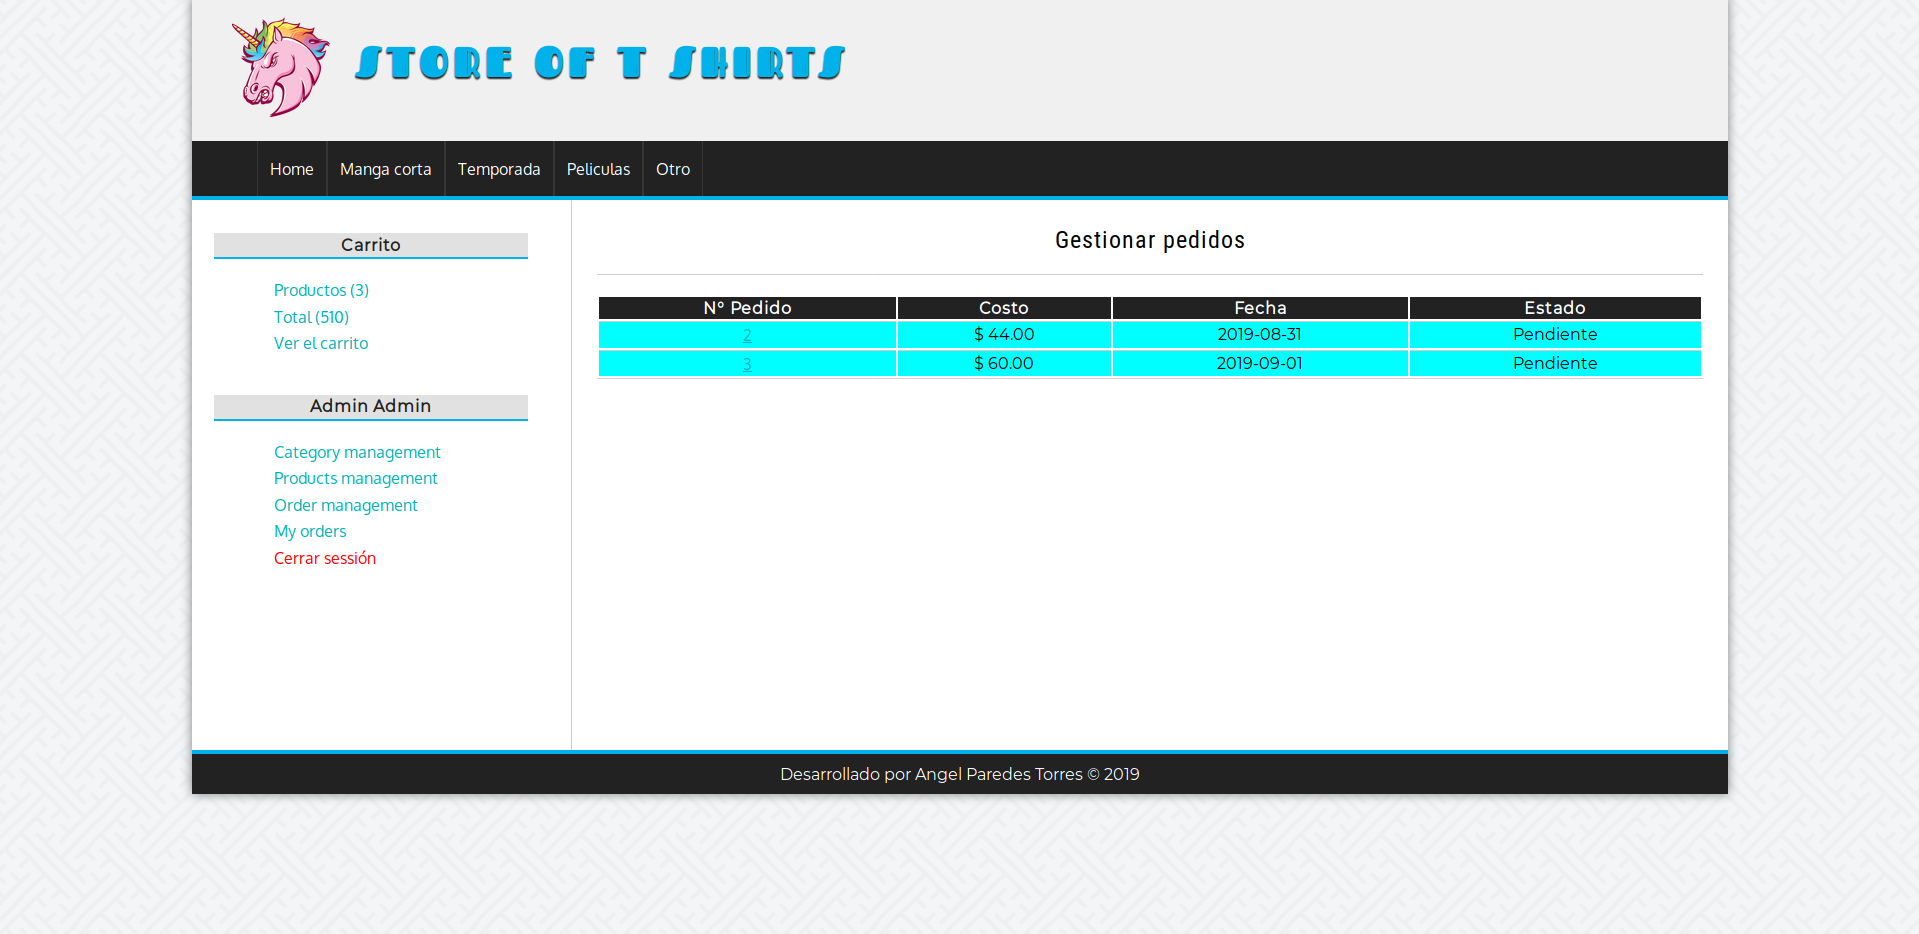 STORE OF T SHIRTS
Home Manga corta Temporada Peliculas Otro
Carrito
Productos (3)
Total (510)
Ver el carrito
Admin Admin
Category management
Products management
Order management
My orders
Cerrar sessión
Gestionar pedidos
Nº Pedido Costo Fecha Estado
2 $ 44.00 2019-08-31 Pendiente
3 $ 60.00 2019-09-01 Pendiente
Desarrollado por Angel Paredes Torres © 2019